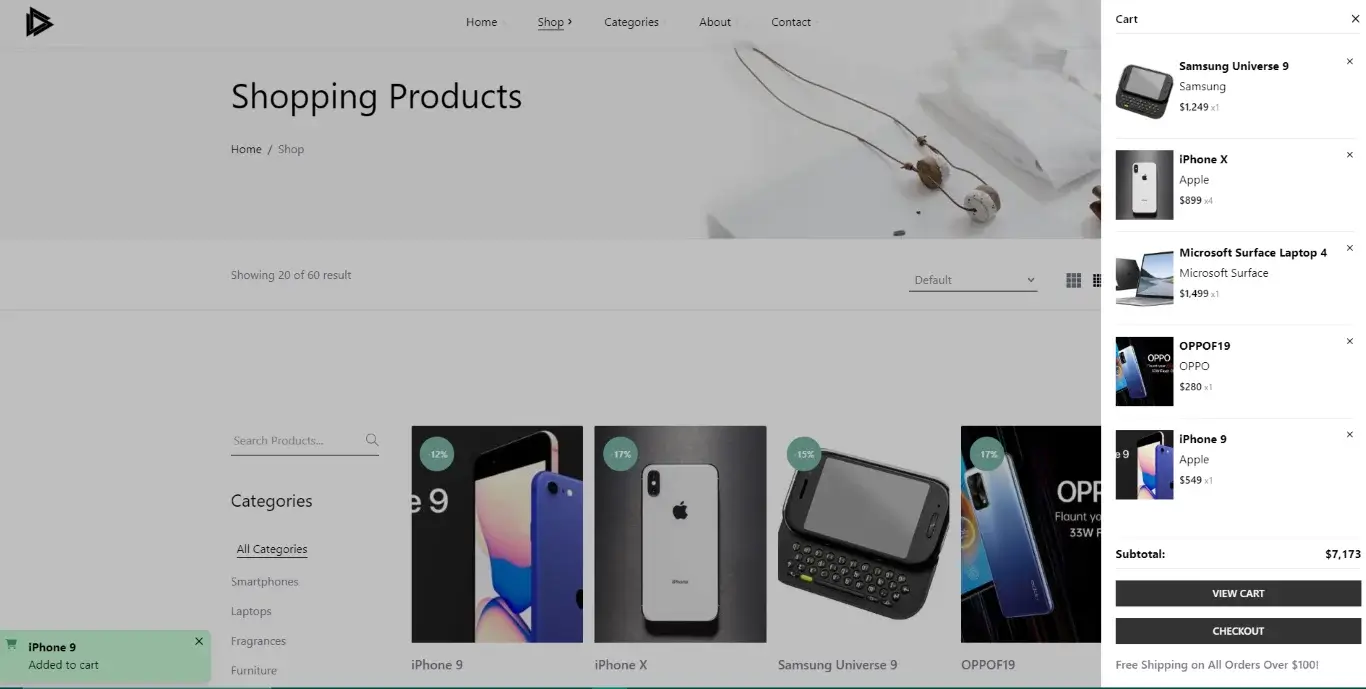 Home
Shop
Categories
About
Contact
Shopping Products
Home / Shop
Showing 20 of 60 result
Default
Search Products...
Categories
All Categories
Smartphones
Laptops
Fragrances
Furniture
-12%
e 9
iPhone 9
-17%
iPhone
iPhone X
-15%
Samsung Universe 9
-17%
OPP
Flaunt your
33W F
OPPOF19
iPhone 9
Added to cart
Cart
Samsung Universe 9
Samsung
$1,249 x1
iPhone X
Apple
$899 x4
Microsoft Surface Laptop 4
Microsoft Surface
$1,499 x1
OPPO
OPPOF19
OPPO
$280 x1
e 9
iPhone 9
Apple
$549 x1
Subtotal: $7,173
VIEW CART
CHECKOUT
Free Shipping on All Orders Over $100!